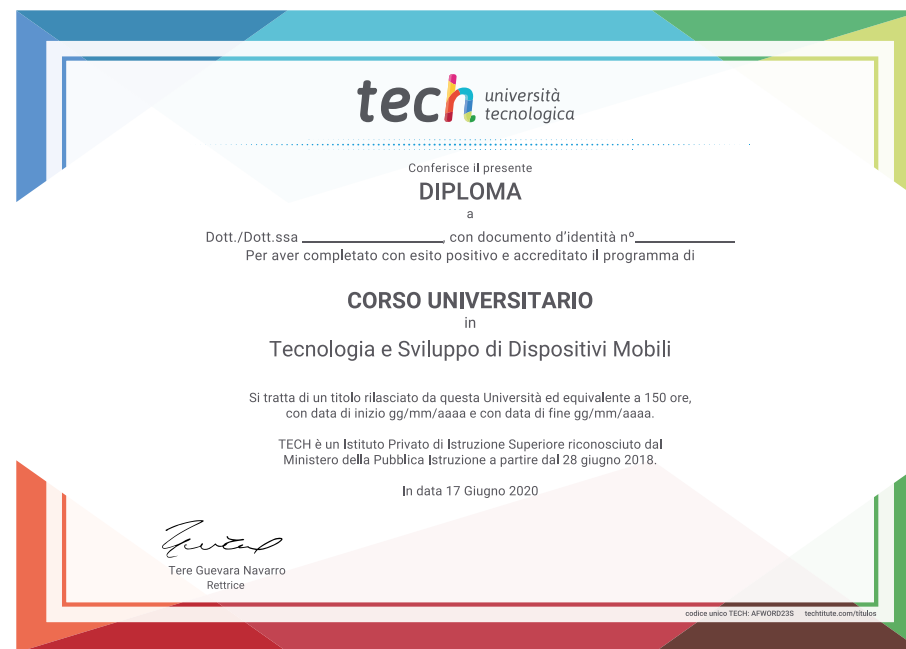 tech università
tecnologica
Conferisce il presente
DIPLOMA
a
Dott./Dott.ssa ____________________, con documento d'identità nº______________
Per aver completato con esito positivo e accreditato il programma di
CORSO UNIVERSITARIO
in
Tecnologia e Sviluppo di Dispositivi Mobili
Si tratta di un titolo rilasciato da questa Università ed equivalente a 150 ore,
con data di inizio gg/mm/aaaa e con data di fine gg/mm/aaaa.
TECH è un Istituto Privato di Istruzione Superiore riconosciuto dal
Ministero della Pubblica Istruzione a partire dal 28 giugno 2018.
In data 17 Giugno 2020
Tere Guevara Navarro
Rettrice
codice unico TECH: AFWORD23S techtitute.com/titulos